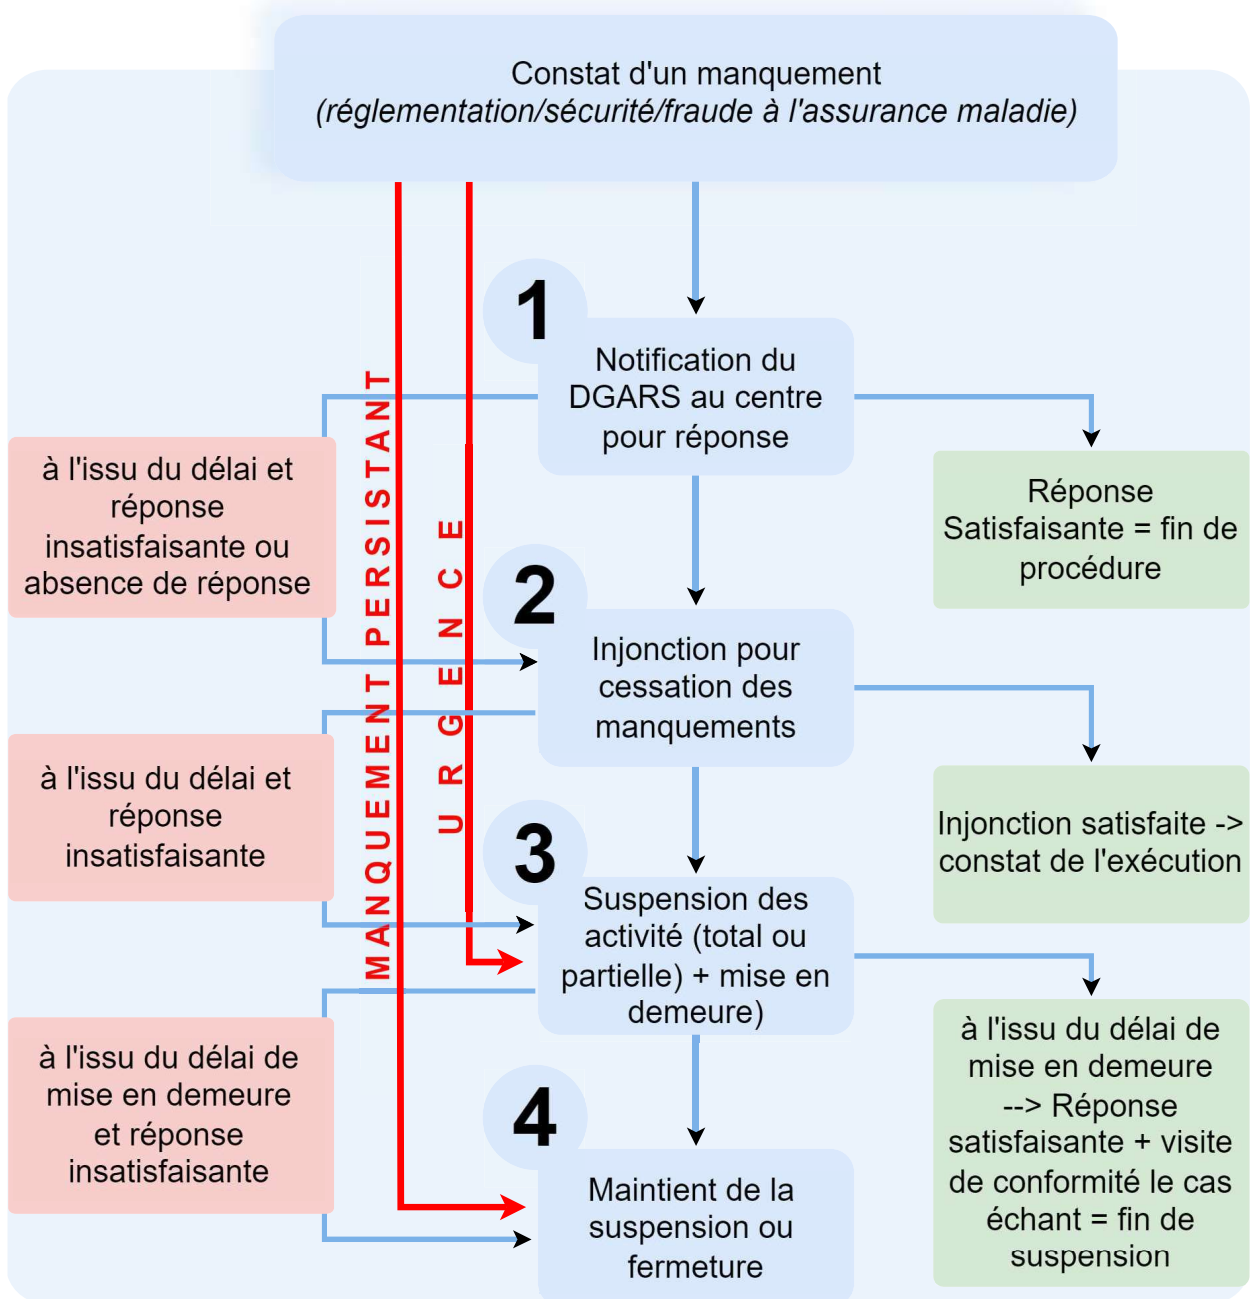 Constat d'un manquement
(réglementation/sécurité/fraude à l'assurance maladie)
1
Notification du
DGARS au centre
pour réponse
à l'issu du délai et
réponse
insatisfaisante ou
absence de réponse
MANQUEMENT PERSISTANT
URGENCE
Réponse
Satisfaisante = fin de
procédure
2
Injonction pour
cessation des
manquements
à l'issu du délai et
réponse
insatisfaisante
Injonction satisfaite ->
constat de l'exécution
3
Suspension des
activité (total ou
partielle) + mise en
demeure)
à l'issu du délai de
mise en demeure
et réponse
insatisfaisante
à l'issu du délai de
mise en demeure
--> Réponse
satisfaisante + visite
de conformité le cas
échant = fin de
suspension
4
Maintient de la
suspension ou
fermeture